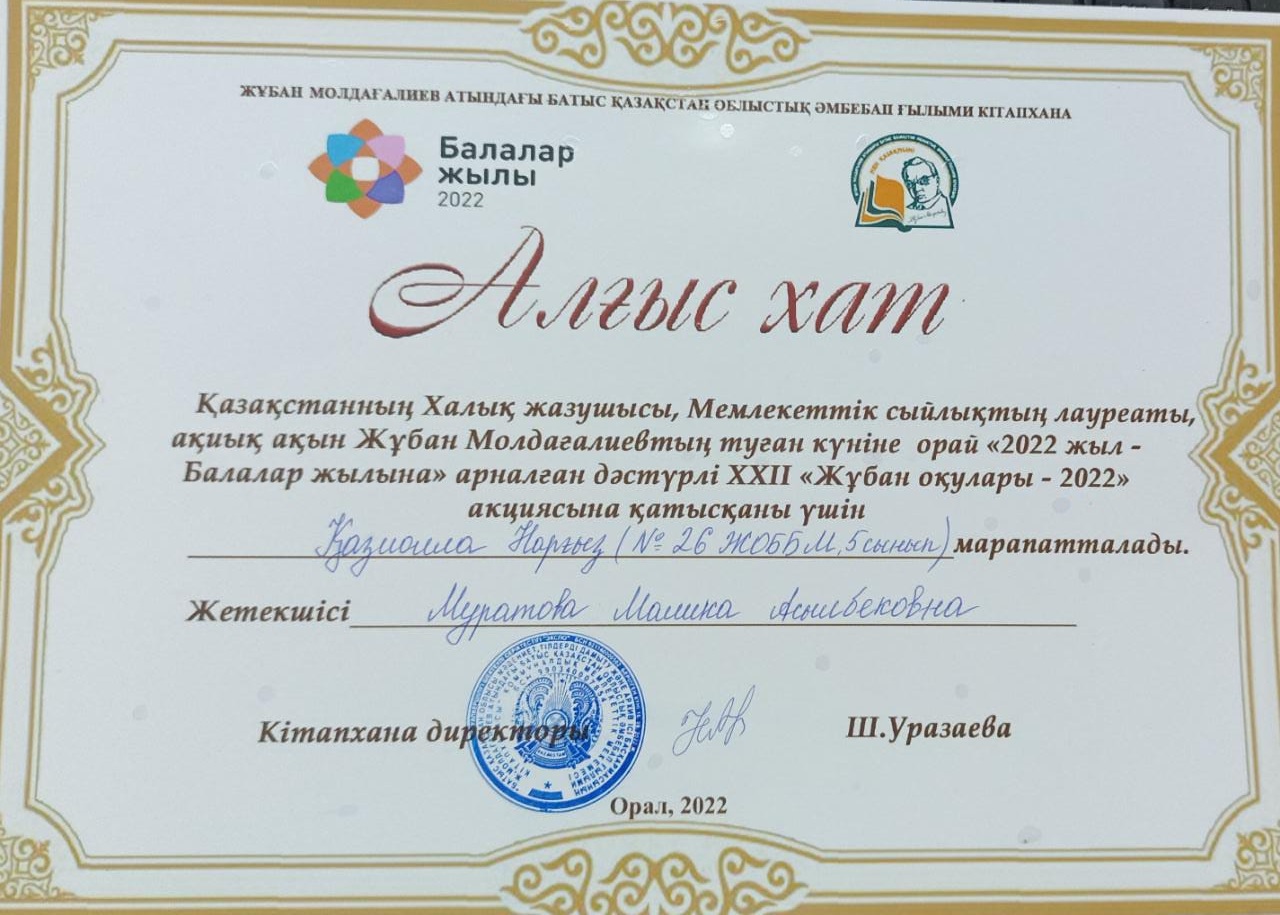 ЖҰБАН МОЛДАҒАЛИЕВ АТЫНДАҒЫ БАТЫС ҚАЗАҚСТАН ОБЛЫСТЫҚ ӘМБЕБАП ҒЫЛЫМИ КІТАПХАНА
Балалар
жылы
2022
Алғыс хат
Қазақстанның Халық жазушысы, Мемлекеттік сыйлықтың лауреаты,
ақиық ақын Жұбан Молдағалиевтың туған күніне орай «2022 жыл -
Балалар жылына» арналған дәстүрлі XXII «Жұбан оқулары - 2022»
акциясына қатысқаны үшін
Қазиолла Наргыз (№ 26 ЖОББМ, 5 сынып) марапатталады.
Жетекшісі Муратова Малика Асылбековна
Кітапхана директоры Ш.Уразаева
Орал, 2022